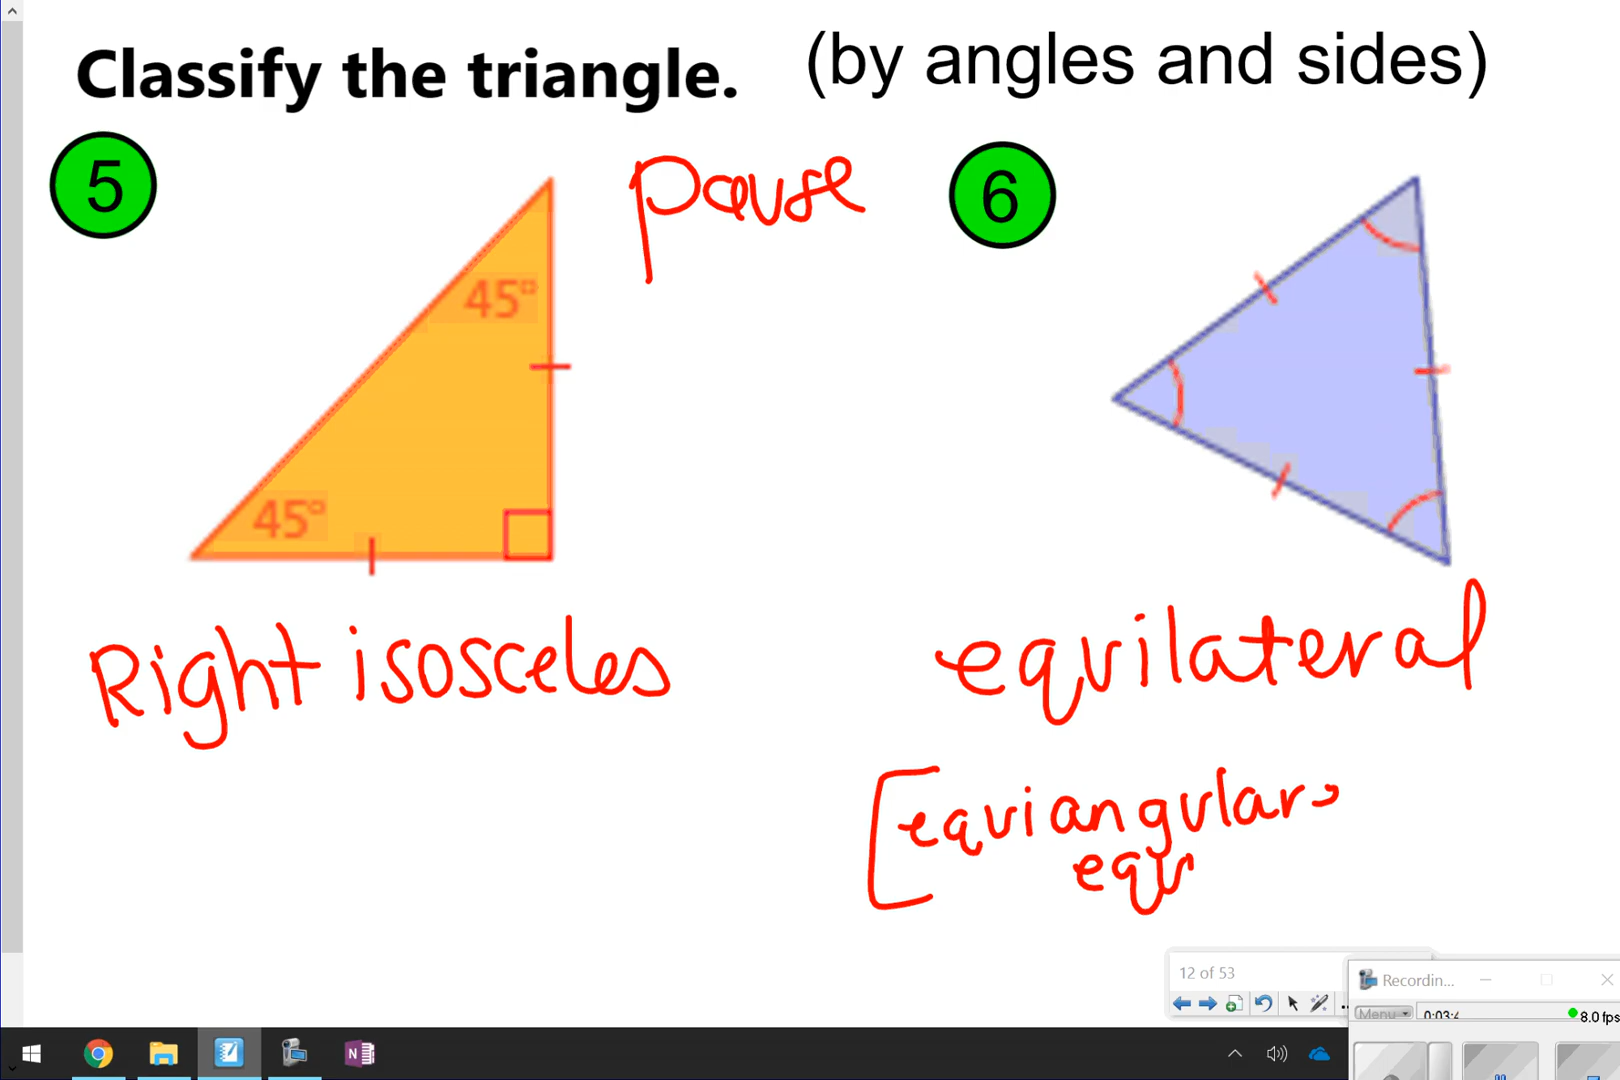 Classify the triangle. (by angles and sides)
5
pause
6
45°
45°
Right isosceles
equilateral
equiangular
equ
12 of 53
Recordin...
Menu
8.0 fps
N